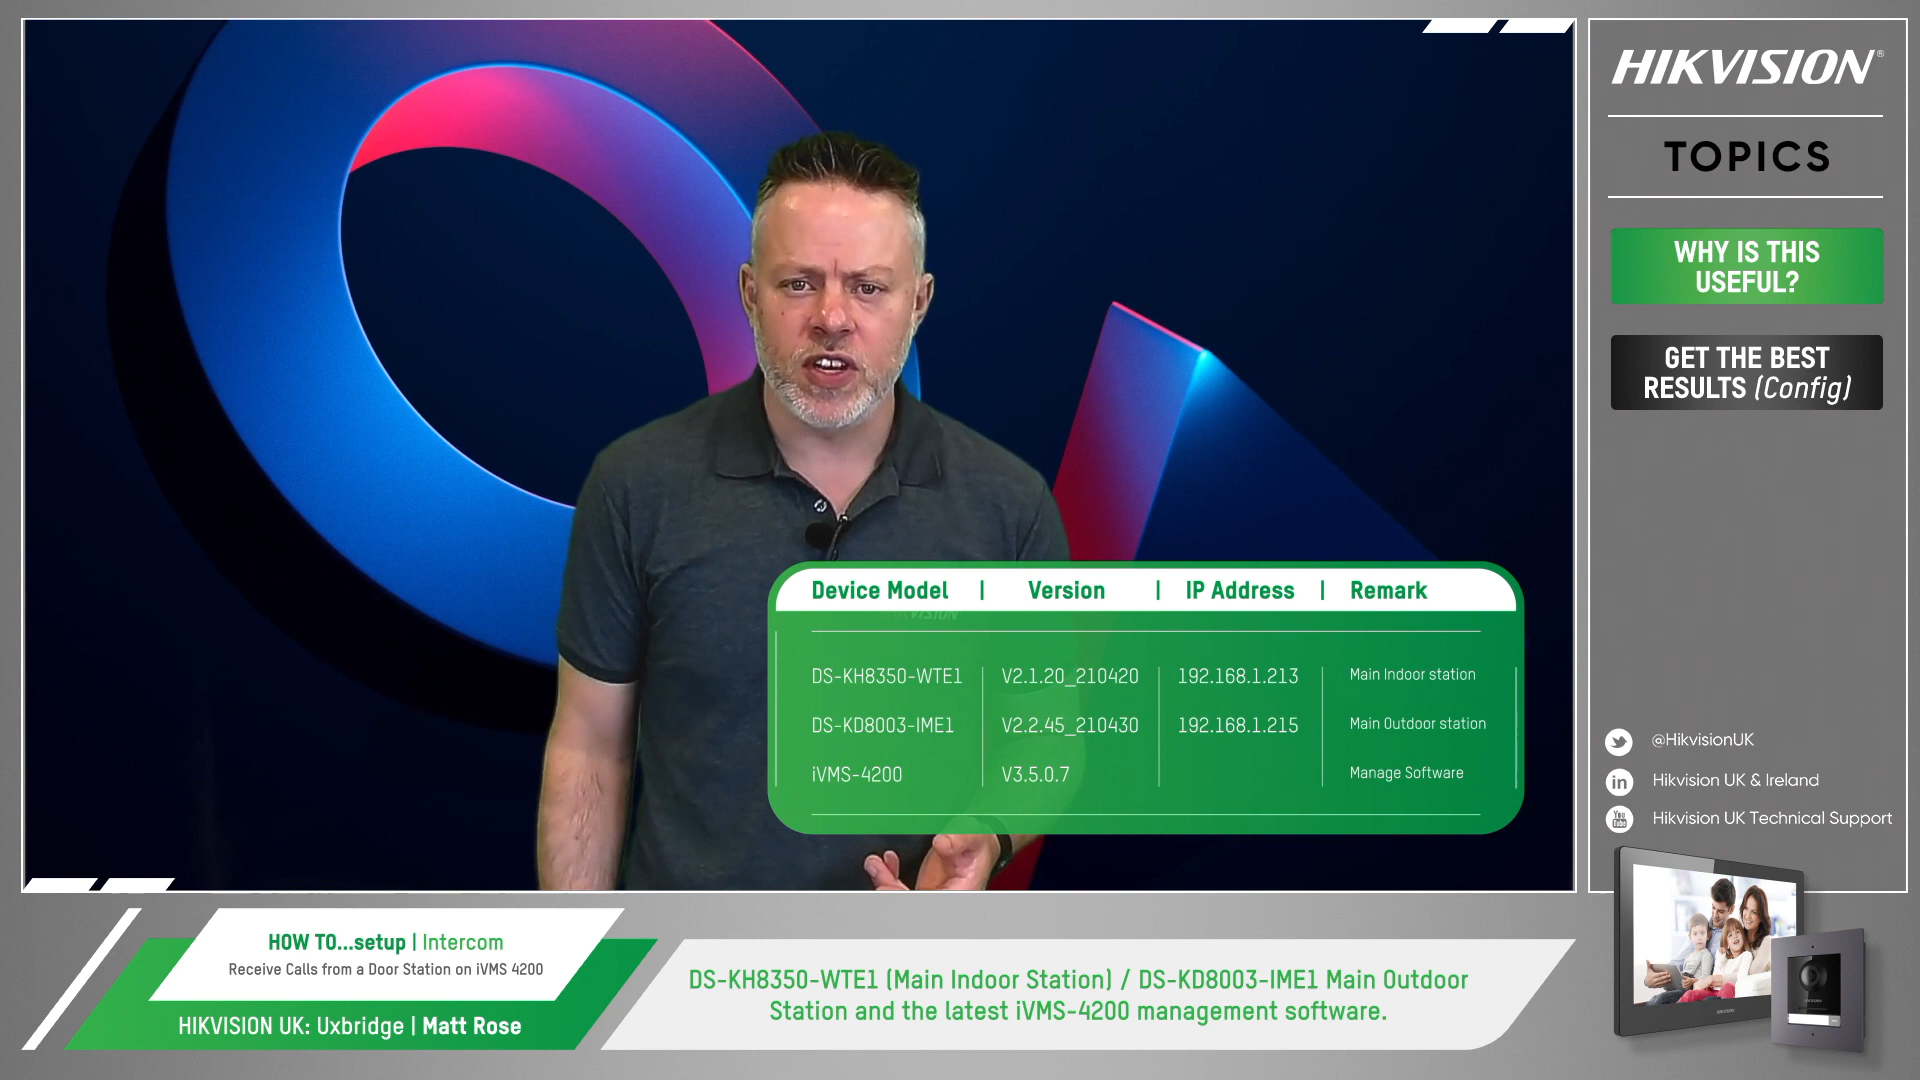 HIKVISION®
TOPICS
WHY IS THIS
USEFUL?
GET THE BEST
RESULTS (Config)
Device Model | Version | IP Address | Remark
DS-KH8350-WTE1 V2.1.20_210420 192.168.1.213 Main Indoor station
DS-KD8003-IME1 V2.2.45_210430 192.168.1.215 Main Outdoor station
iVMS-4200 V3.5.0.7 Manage Software
@HikvisionUK
in Hikvision UK & Ireland
You Tube Hikvision UK Technical Support
HOW TO...setup | Intercom
Receive Calls from a Door Station on iVMS 4200
HIKVISION UK: Uxbridge | Matt Rose
DS-KH8350-WTE1 (Main Indoor Station) / DS-KD8003-IME1 Main Outdoor
Station and the latest iVMS-4200 management software.
HIKVISION